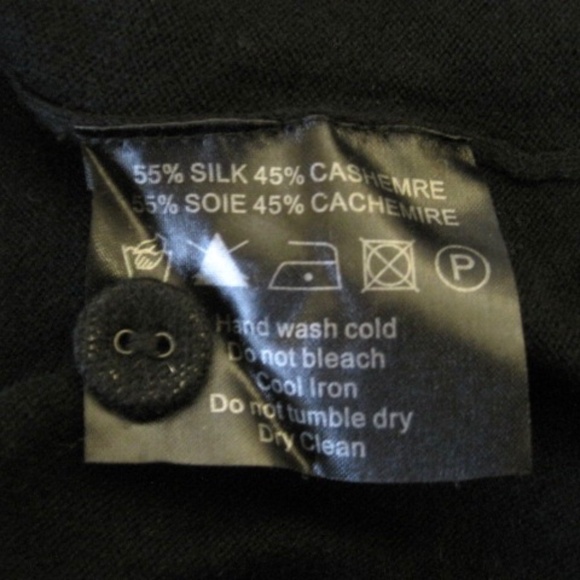 55% SILK 45% CASHEMRE
55% SOIE 45% CACHEMIRE
P
Hand wash cold
Do not bleach
Cool Iron
Do not tumble dry
Dry Clean